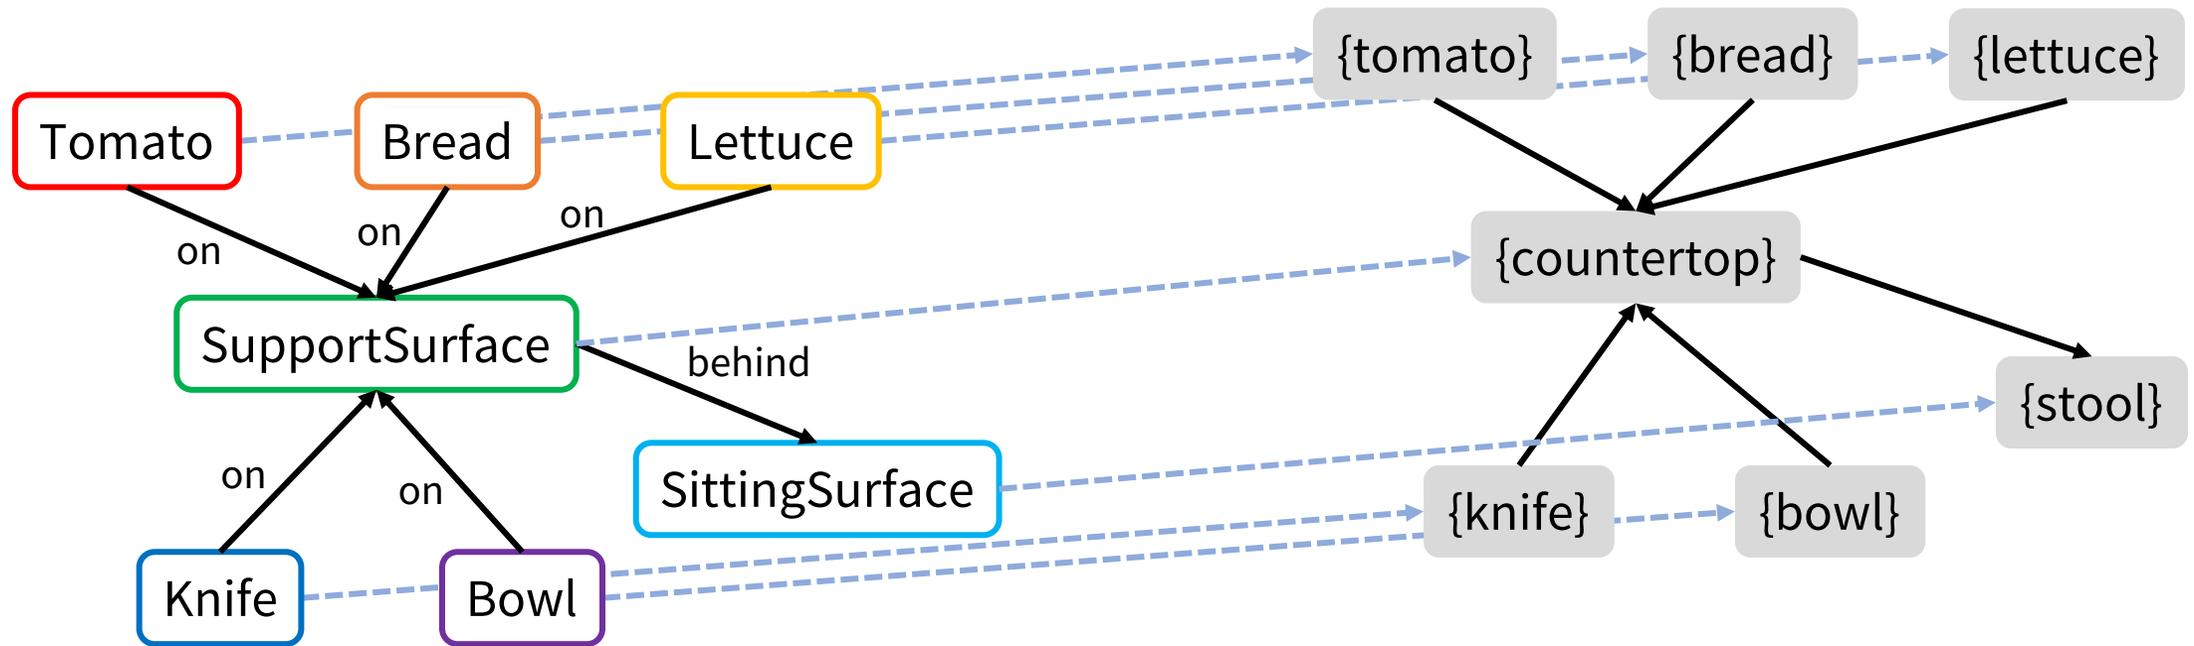 {tomato}
{bread}
{lettuce}
Tomato
Bread
Lettuce
on
on
on
{countertop}
SupportSurface
behind
{stool}
on
on
SittingSurface
{knife}
{bowl}
Knife
Bowl